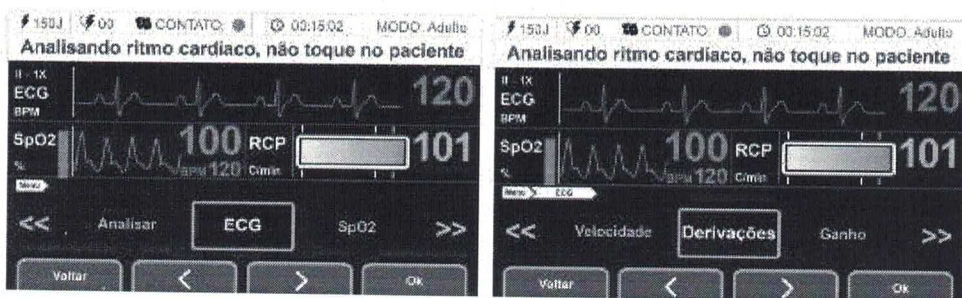 150J 00 CONTATO: 00:15:02 MODO: Adulto
Analisando ritmo cardíaco, não toque no paciente
II - 1X
ECG
BPM
120
SpO2
%
100
BPM 120
RCP
C/min
101
Menu
<< Analisar ECG SpO2 >>
Voltar < > Ok
150J 00 CONTATO: 00:15:02 MODO: Adulto
Analisando ritmo cardíaco, não toque no paciente
II - 1X
ECG
BPM
120
SpO2
%
100
BPM 120
RCP
C/min
101
Menu ECG
<< Velocidade Derivações Ganho >>
Voltar < > Ok